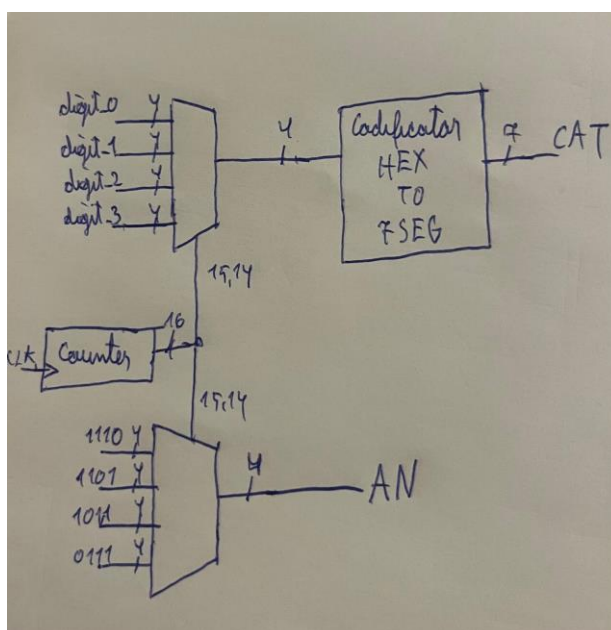 digit_0 4
digit_1 4
digit_2 4
digit_3 4
4
Codificator
HEX
TO
7SEG
7 CAT
15,14
CLK
Counter
16
15,14
1110 4
1101 4
1011 4
0111 4
4
AN